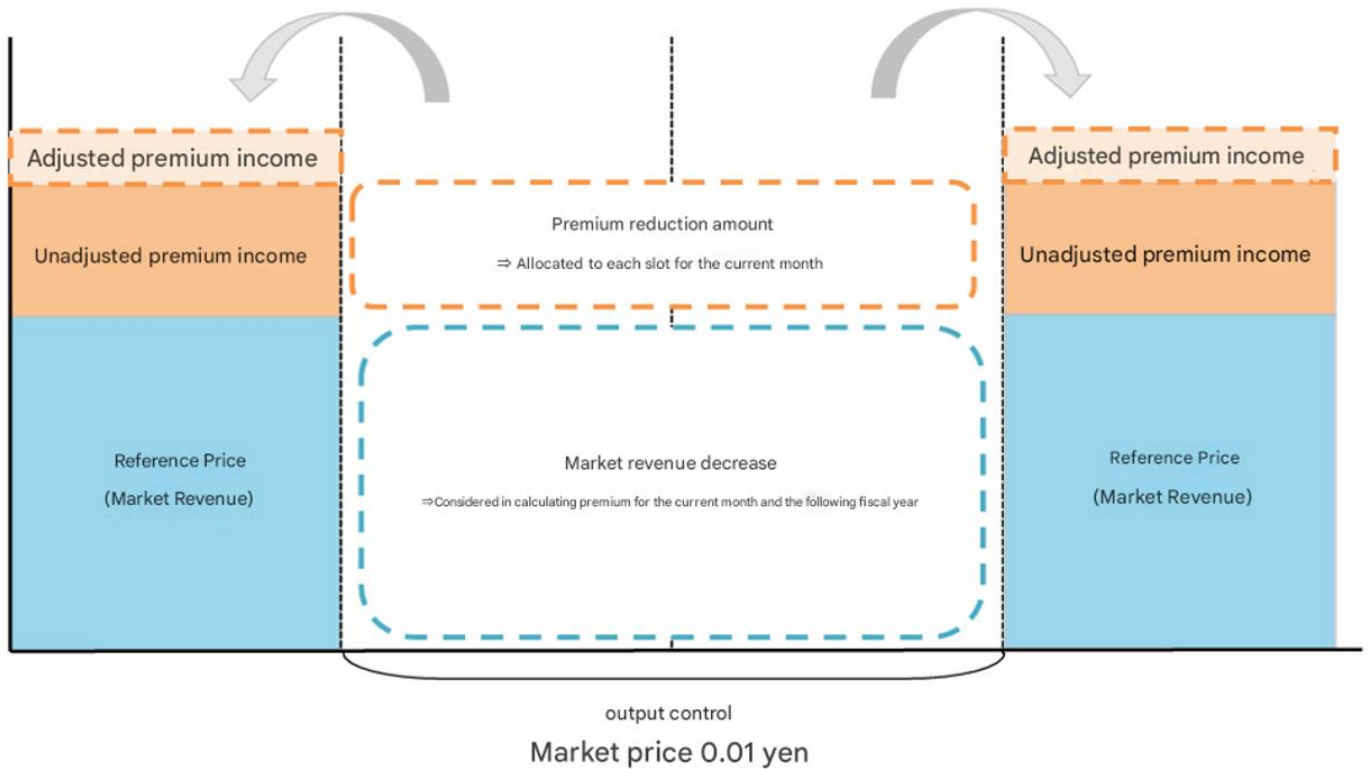 Adjusted premium income
Unadjusted premium income
Reference Price
(Market Revenue)
Premium reduction amount
⇒ Allocated to each slot for the current month
Market revenue decrease
⇒Considered in calculating premium for the current month and the following fiscal year
Adjusted premium income
Unadjusted premium income
Reference Price
(Market Revenue)
output control
Market price 0.01 yen